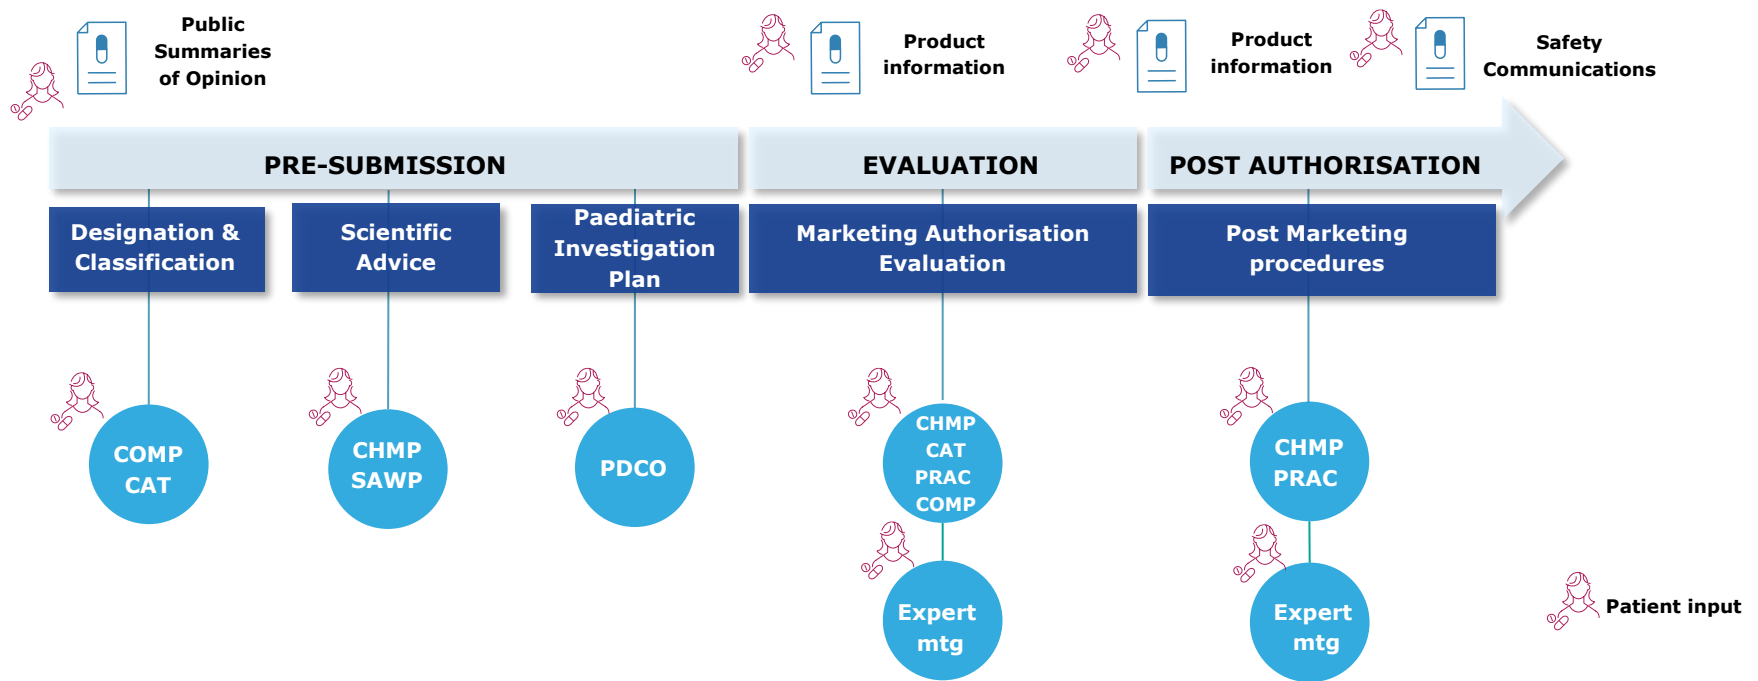 Public
Summaries
of Opinion
Product
information
Product
information
Safety
Communications
PRE-SUBMISSION
EVALUATION
POST AUTHORISATION
Designation &
Classification
Scientific
Advice
Paediatric
Investigation
Plan
Marketing Authorisation
Evaluation
Post Marketing
procedures
COMP
CAT
CHMP
SAWP
PDCO
CHMP
CAT
PRAC
COMP
CHMP
PRAC
Expert
mtg
Expert
mtg
Patient input